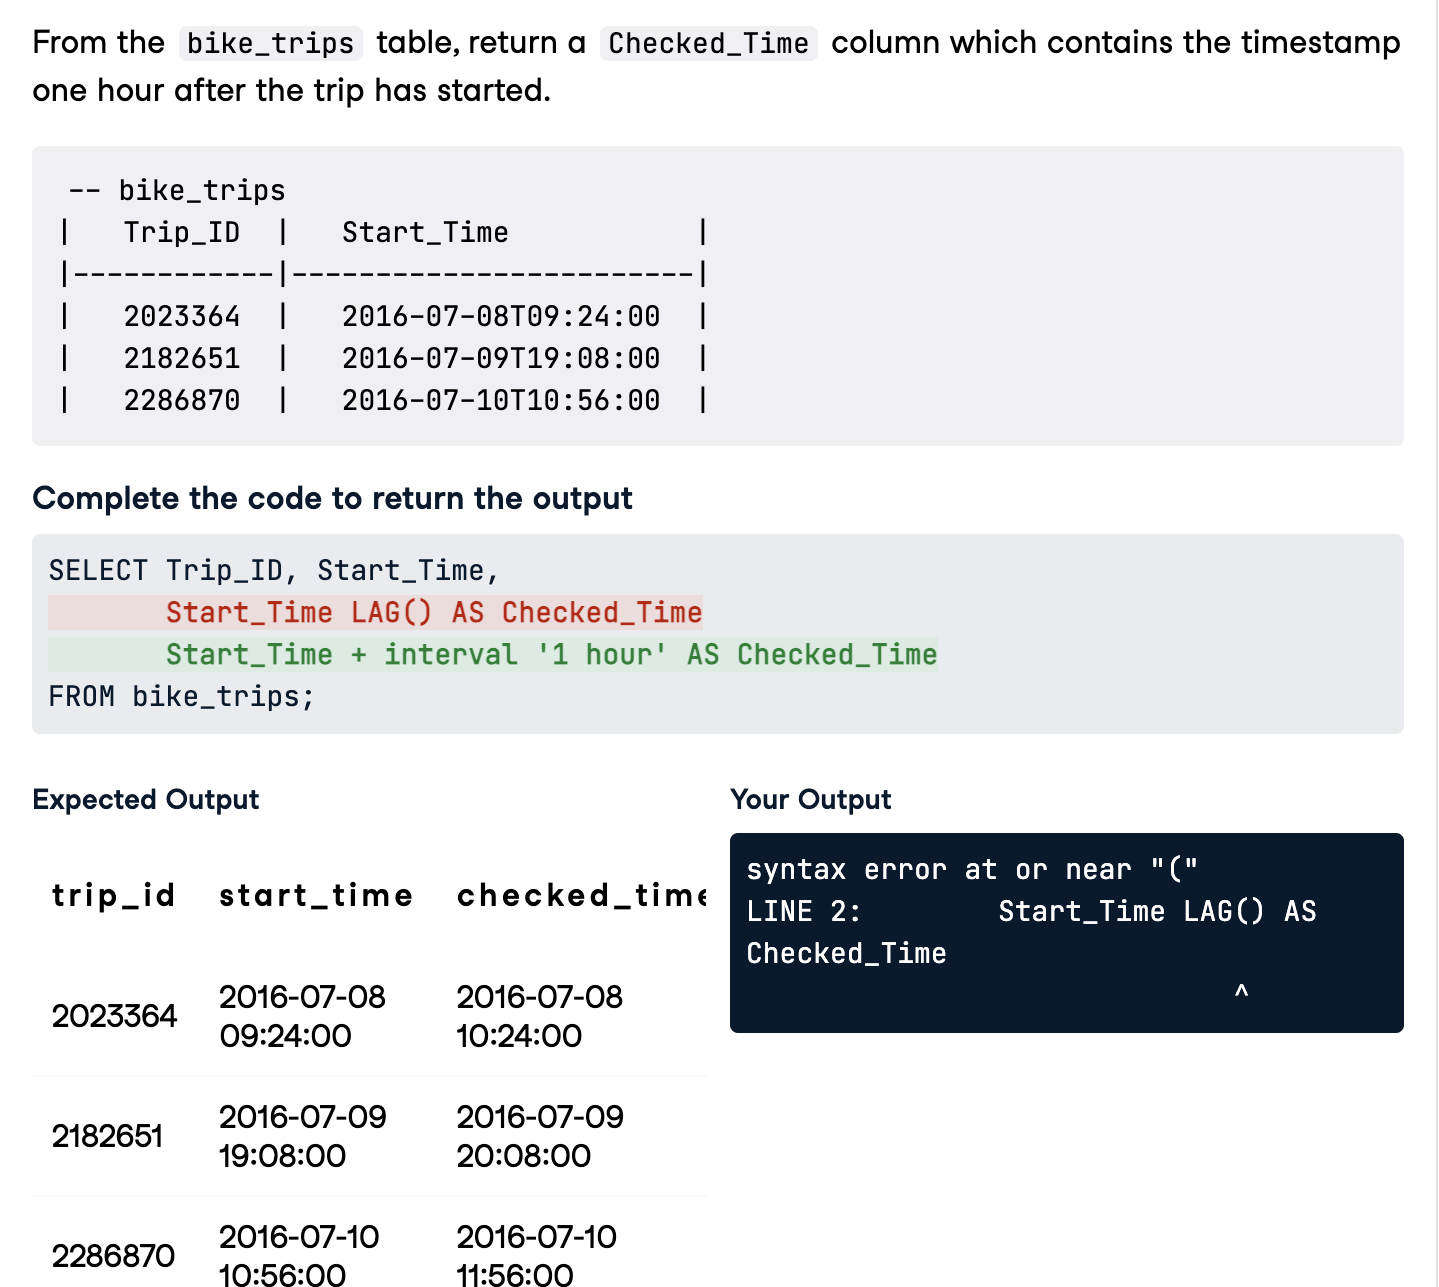 From the bike_trips table, return a Checked_Time column which contains the timestamp
one hour after the trip has started.
-- bike_trips
|   Trip_ID  |   Start_Time           |
|------------|------------------------|
|   2023364  |   2016-07-08T09:24:00  |
|   2182651  |   2016-07-09T19:08:00  |
|   2286870  |   2016-07-10T10:56:00  |
Complete the code to return the output
SELECT Trip_ID, Start_Time,
       Start_Time LAG() AS Checked_Time
       Start_Time + interval '1 hour' AS Checked_Time
FROM bike_trips;
Expected Output
trip_id start_time checked_time
2023364 2016-07-08 09:24:00 2016-07-08 10:24:00
2182651 2016-07-09 19:08:00 2016-07-09 20:08:00
2286870 2016-07-10 10:56:00 2016-07-10 11:56:00
Your Output
syntax error at or near "("
LINE 2:        Start_Time LAG() AS
Checked_Time
^